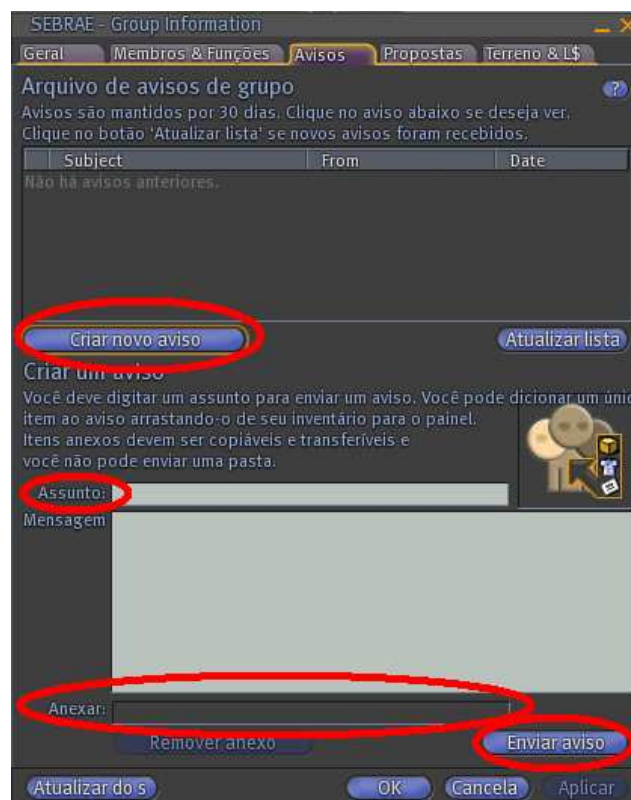 SEBRAE - Group Information
Geral Membros & Funções Avisos Propostas Terreno & L$
Arquivo de avisos de grupo
?
Avisos são mantidos por 30 dias. Clique no aviso abaixo se deseja ver.
Clique no botão 'Atualizar lista' se novos avisos foram recebidos.
Subject From Date
Não há avisos anteriores.
Criar novo aviso Atualizar lista
Criar um aviso
Você deve digitar um assunto para enviar um aviso. Você pode dicionar um únic
item ao aviso arrastando-o de seu inventário para o painel.
Itens anexos devem ser copiáveis e transferíveis e
você não pode enviar uma pasta.
Assunto:
Mensagem
Anexar:
Remover anexo Enviar aviso
Atualizar do s OK Cancela Aplicar